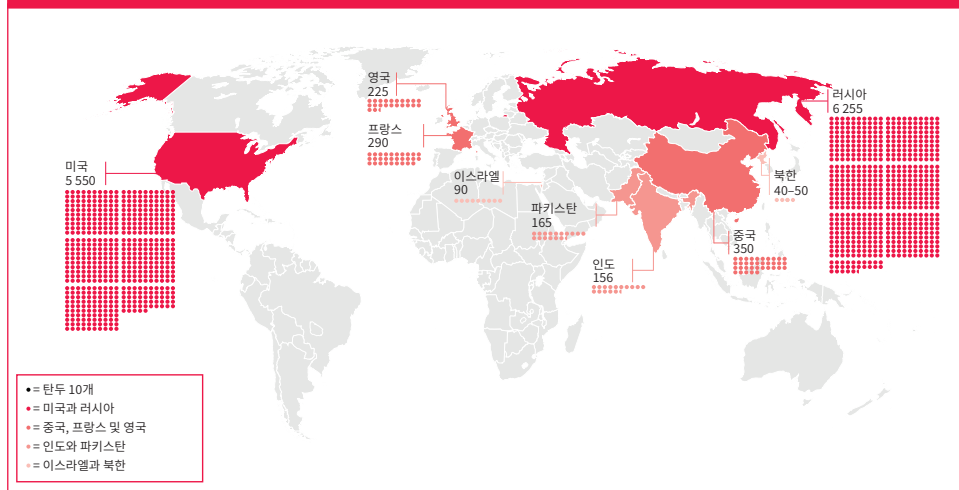 영국
225
프랑스
290
미국
5 550
이스라엘
90
파키스탄
165
인도
156
러시아
6 255
북한
40–50
중국
350
= 탄두 10개
= 미국과 러시아
= 중국, 프랑스 및 영국
= 인도와 파키스탄
= 이스라엘과 북한